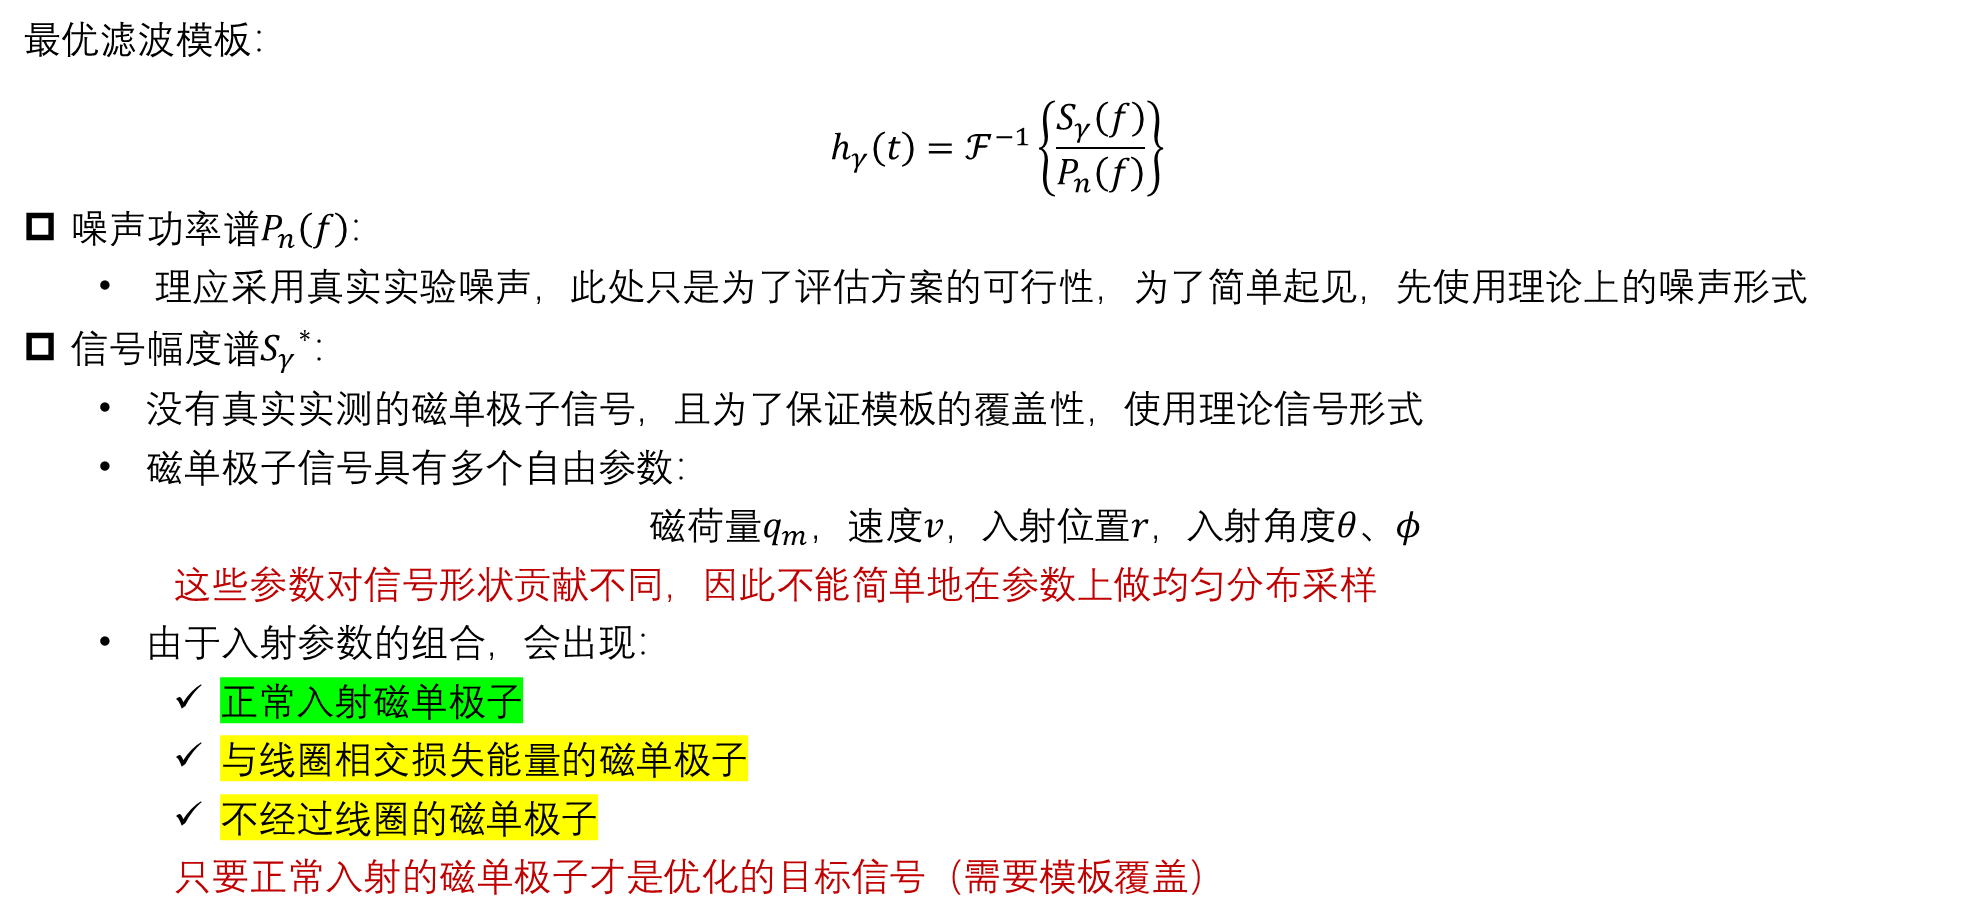 最优滤波模板：
h_γ(t) = ℱ^{-1} { S_γ(f) / P_n(f) }
噪声功率谱P_n(f)：
• 理应采用真实实验噪声，此处只是为了评估方案的可行性，为了简单起见，先使用理论上的噪声形式
信号幅度谱S_γ^*：
• 没有真实实测的磁单极子信号，且为了保证模板的覆盖性，使用理论信号形式
• 磁单极子信号具有多个自由参数：
磁荷量q_m，速度v，入射位置r，入射角度θ、ϕ
这些参数对信号形状贡献不同，因此不能简单地在参数上做均匀分布采样
• 由于入射参数的组合，会出现：
✓ 正常入射磁单极子
✓ 与线圈相交损失能量的磁单极子
✓ 不经过线圈的磁单极子
只要正常入射的磁单极子才是优化的目标信号（需要模板覆盖）